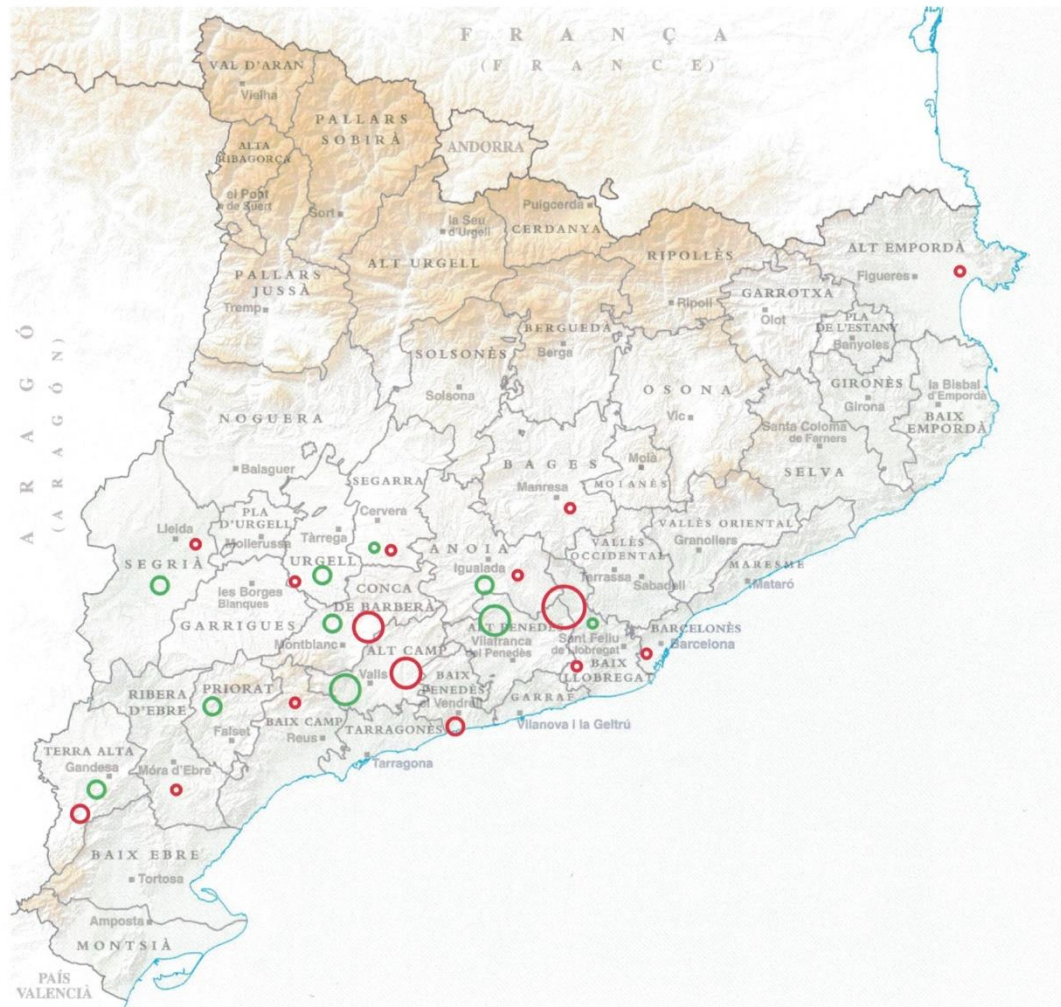 F R A N Ç A
(F R A N C E)
VAL D'ARAN
Vielha
PALLARS
SOBIRÀ
ANDORRA
ALTA
RIBAGORÇA
el Pont
de Suert
Sort
la Seu
d'Urgell
Puigcerdà
CERDANYA
ALT URGELL
RIPOLLÈS
Ripoll
ALT EMPORDÀ
Figueres
GARROTXA
Olot
PLA
DE L'ESTANY
Banyoles
PALLARS
JUSSÀ
Tremp
BERGUEDÀ
Berga
SOLSONÈS
Solsona
OSONA
Vic
GIRONÈS
Girona
la Bisbal
d'Empordà
BAIX
EMPORDÀ
Santa Coloma
de Farners
SELVA
A R A G Ó
(A R A G Ó N)
NOGUERA
Balaguer
SEGARRA
Cervera
BAGES
Manresa
Moià
MOIANÈS
PLA
D'URGELL
Mollerussa
Tàrrega
URGELL
Lleida
SEGRIÀ
les Borges
Blanques
GARRIGUES
ANOIA
Igualada
VALLÈS ORIENTAL
Granollers
VALLÈS
OCCIDENTAL
Terrassa
Sabadell
MARESME
Mataró
CONCA
DE BARBERÀ
Montblanc
ALT PENEDÈS
Vilafranca
del Penedès
Sant Feliu
de Llobregat
BAIX
LLOBREGAT
BARCELONÈS
Barcelona
ALT CAMP
Valls
BAIX
PENEDÈS
el Vendrell
GARRAF
Vilanova i la Geltrú
RIBERA
D'EBRE
PRIORAT
Falset
BAIX CAMP
Reus
TARRAGONÈS
Tarragona
TERRA ALTA
Gandesa
Móra d'Ebre
BAIX EBRE
Tortosa
Amposta
MONTSIÀ
PAÍS
VALENCIÀ